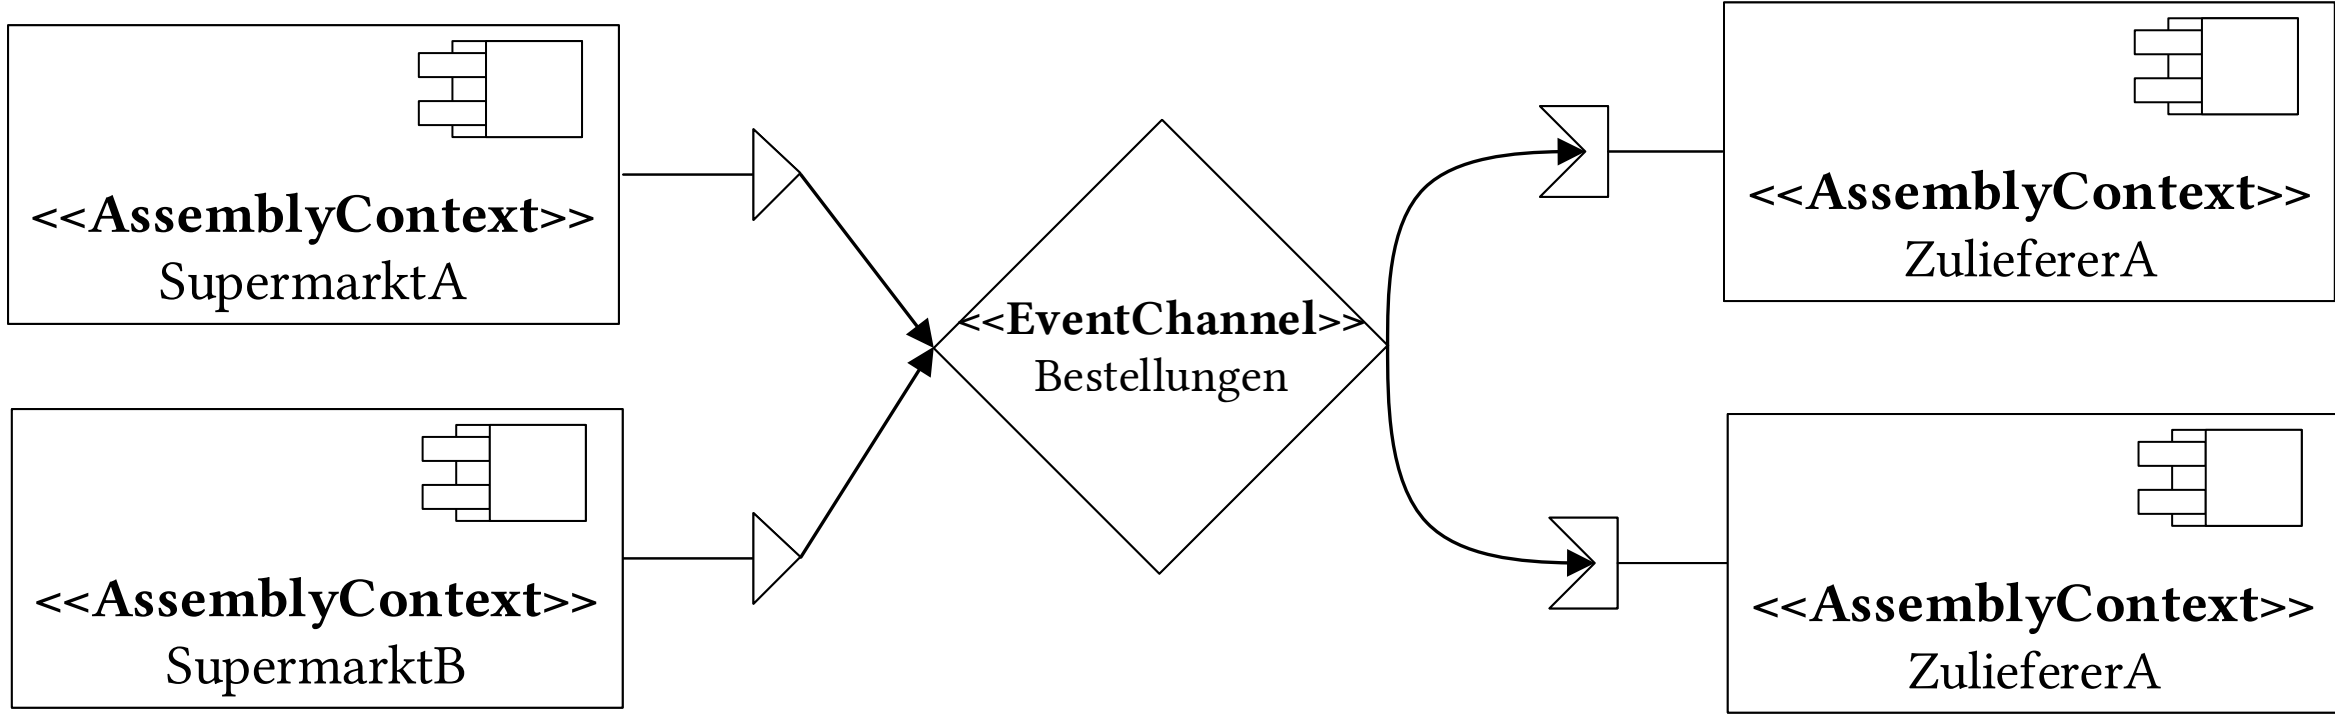 <<AssemblyContext>>
SupermarktA
<<AssemblyContext>>
SupermarktB
<<EventChannel>>
Bestellungen
<<AssemblyContext>>
ZuliefererA
<<AssemblyContext>>
ZuliefererA